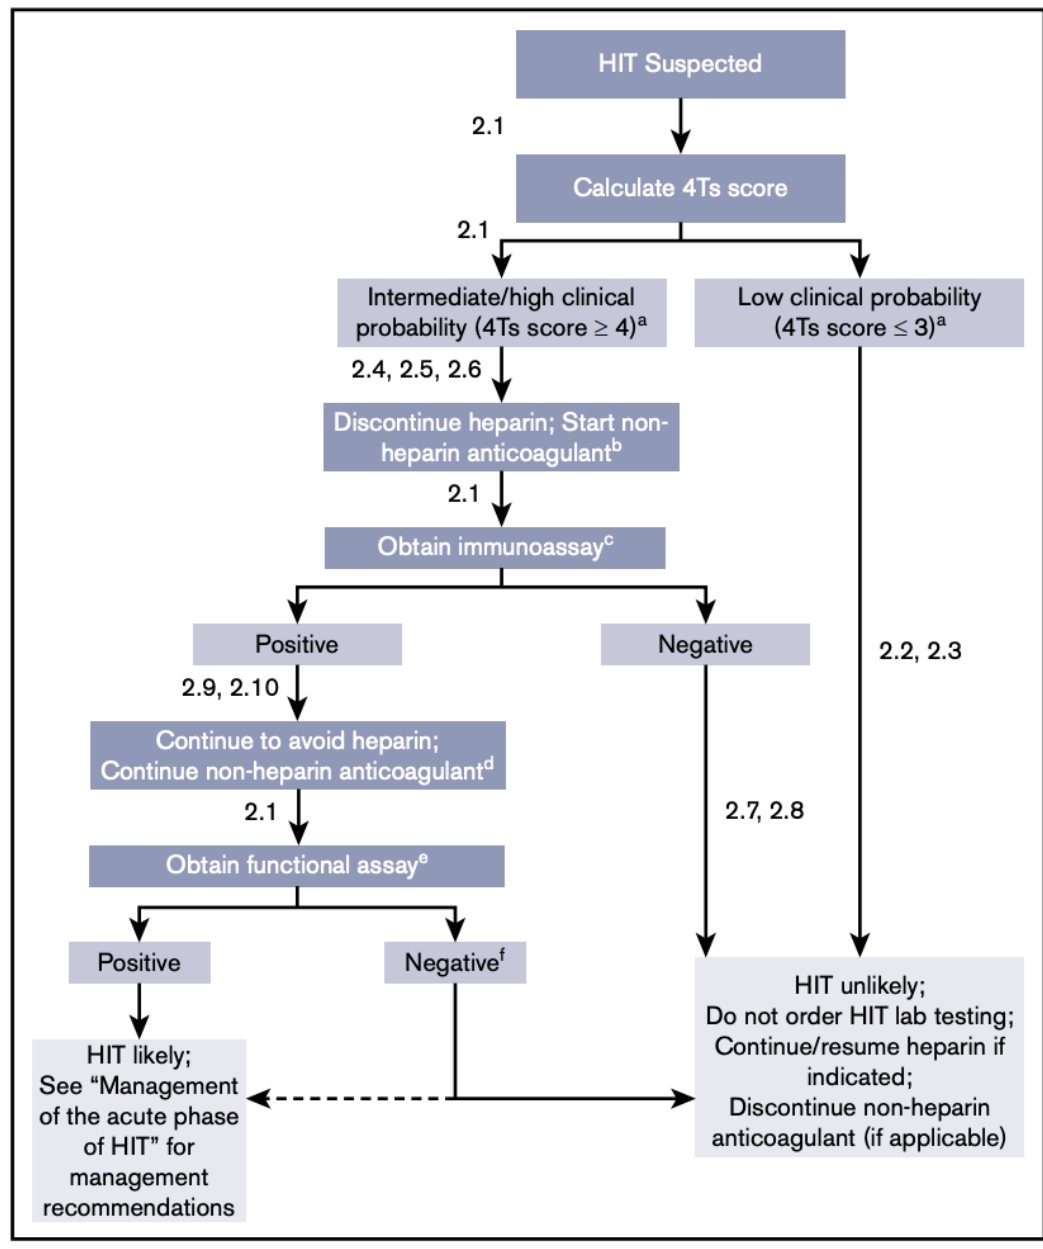 HIT Suspected
2.1
Calculate 4Ts score
2.1
Intermediate/high clinical
probability (4Ts score ≥ 4)ᵃ
Low clinical probability
(4Ts score ≤ 3)ᵃ
2.4, 2.5, 2.6
Discontinue heparin; Start non-
heparin anticoagulantᵇ
2.1
Obtain immunoassayᶜ
Positive
Negative
2.2, 2.3
2.9, 2.10
Continue to avoid heparin;
Continue non-heparin anticoagulantᵈ
2.7, 2.8
2.1
Obtain functional assayᵉ
Positive
Negativeᶠ
HIT unlikely;
Do not order HIT lab testing;
Continue/resume heparin if
indicated;
Discontinue non-heparin
anticoagulant (if applicable)
HIT likely;
See “Management
of the acute phase
of HIT” for
management
recommendations